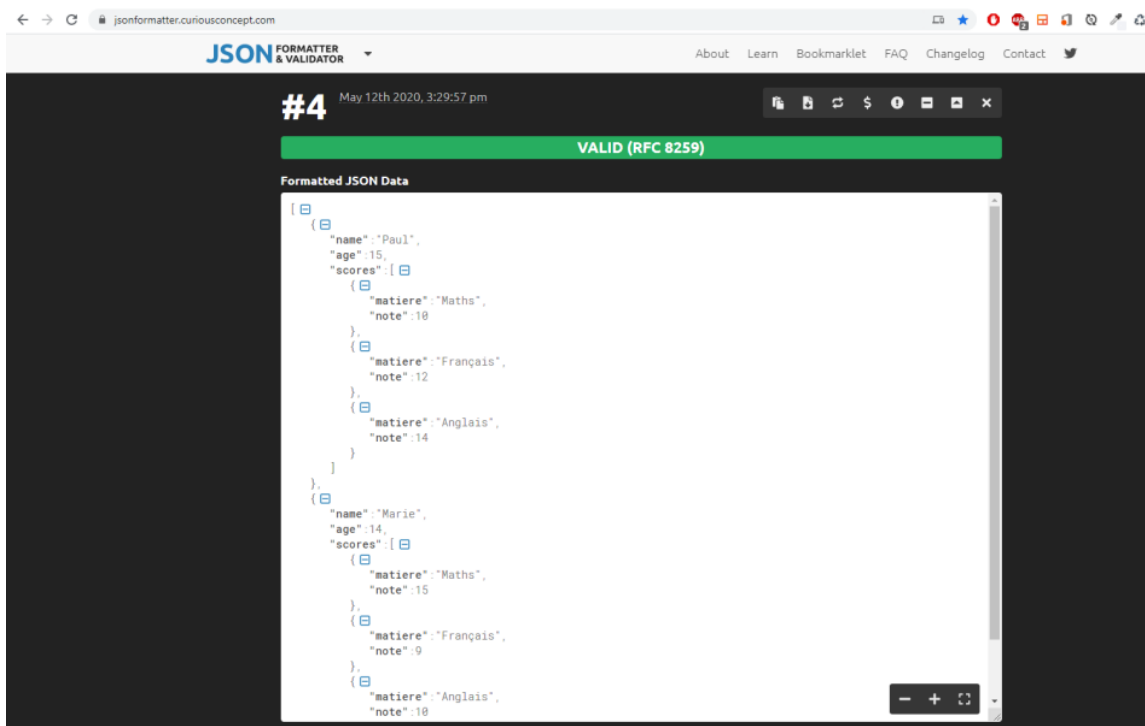 jsonformatter.curiousconcept.com
2
JSON FORMATTER & VALIDATOR
About Learn Bookmarklet FAQ Changelog Contact
#4 May 12th 2020, 3:29:57 pm
$
VALID (RFC 8259)
Formatted JSON Data
[
{
"name":"Paul",
"age":15,
"scores":[
{
"matiere":"Maths",
"note":10
},
{
"matiere":"Français",
"note":12
},
{
"matiere":"Anglais",
"note":14
}
]
},
{
"name":"Marie",
"age":14,
"scores":[
{
"matiere":"Maths",
"note":15
},
{
"matiere":"Français",
"note":9
},
{
"matiere":"Anglais",
"note":10